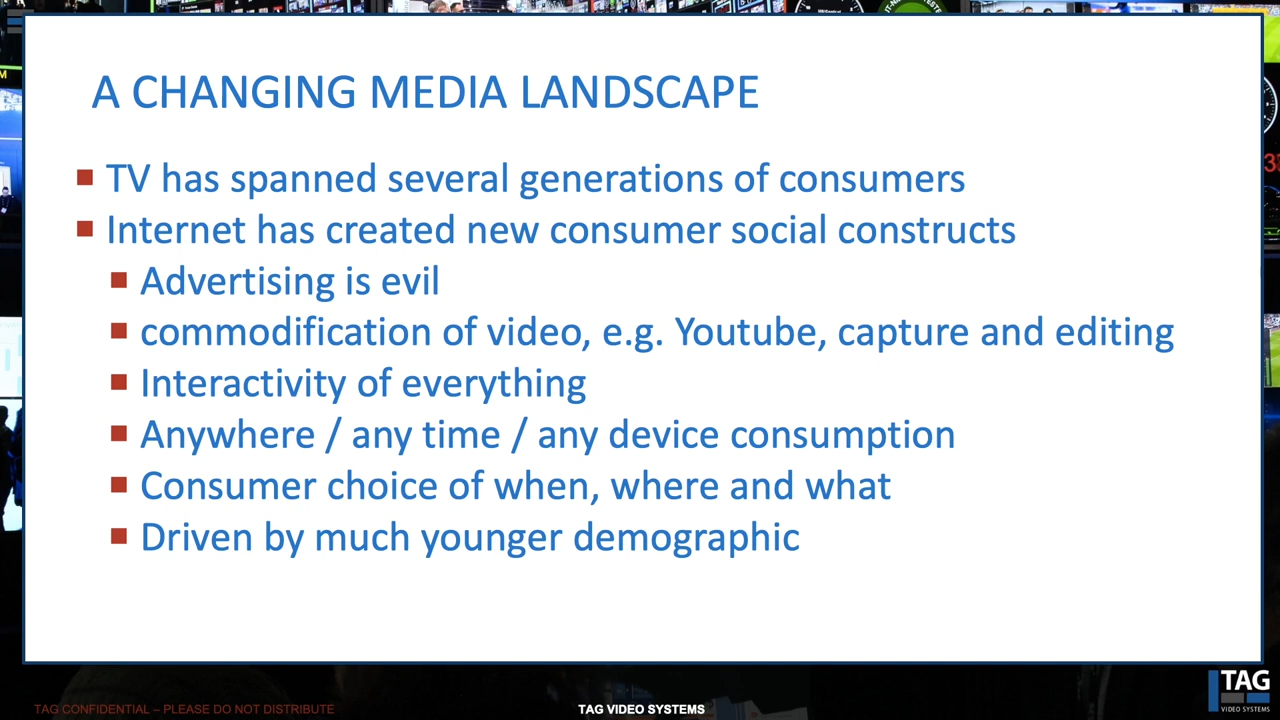 A CHANGING MEDIA LANDSCAPE
TV has spanned several generations of consumers
Internet has created new consumer social constructs
Advertising is evil
commodification of video, e.g. Youtube, capture and editing
Interactivity of everything
Anywhere / any time / any device consumption
Consumer choice of when, where and what
Driven by much younger demographic
TAG CONFIDENTIAL – PLEASE DO NOT DISTRIBUTE
TAG VIDEO SYSTEMS
TAG
VIDEO SYSTEMS